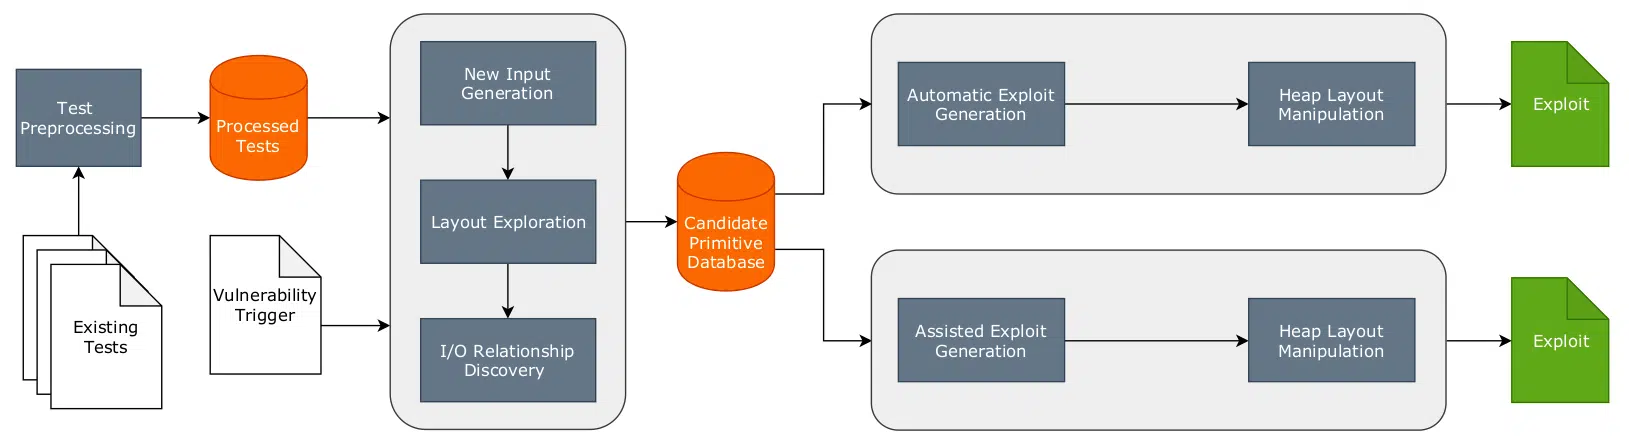 Test
Preprocessing
Processed
Tests
Existing
Tests
Vulnerability
Trigger
New Input
Generation
Layout Exploration
I/O Relationship
Discovery
Candidate
Primitive
Database
Automatic Exploit
Generation
Heap Layout
Manipulation
Exploit
Assisted Exploit
Generation
Heap Layout
Manipulation
Exploit